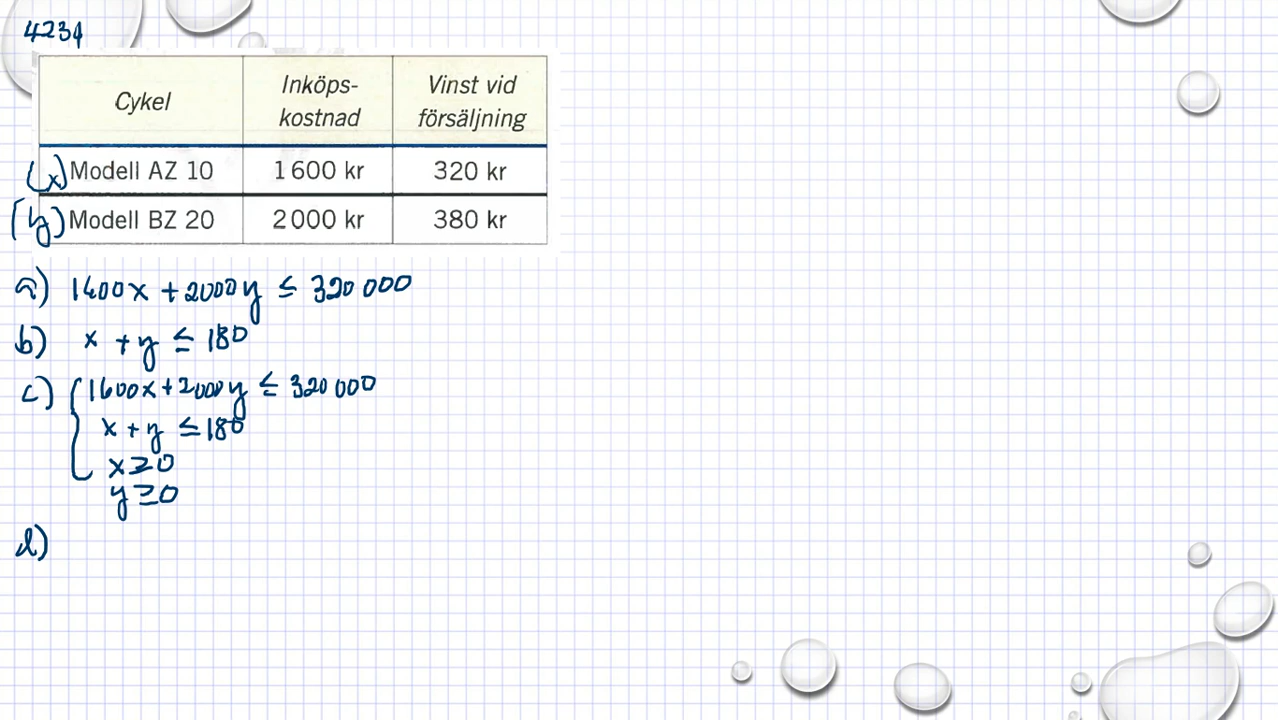 4234
Cykel Inköps-kostnad Vinst vid försäljning
(x) Modell AZ 10 1 600 kr 320 kr
(y) Modell BZ 20 2 000 kr 380 kr
a) 1600x + 2000y ≤ 320 000
b) x + y ≤ 180
c) { 1600x + 2000y ≤ 320 000
x + y ≤ 180
x ≥ 0
y ≥ 0
d)